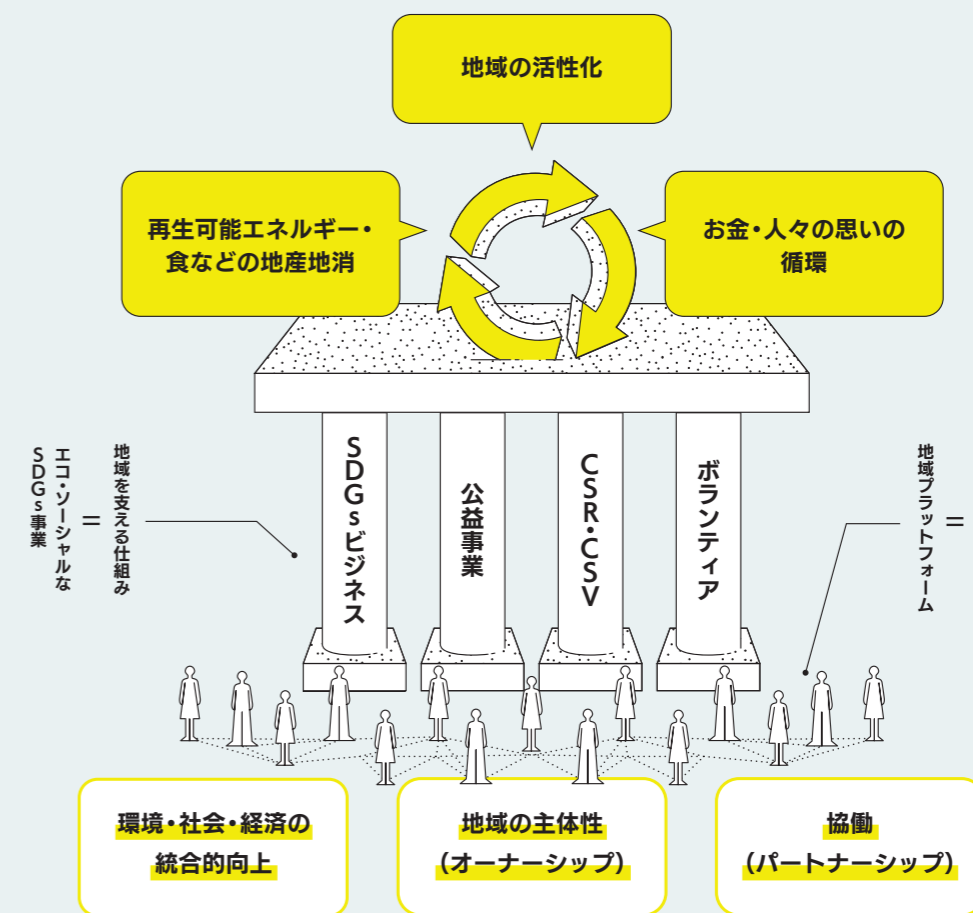 地域の活性化
再生可能エネルギー・
食などの地産地消
お金・人々の思いの
循環
SDGsビジネス
公益事業
CSR・CSV
ボランティア
地域を支える仕組み
＝
エコ・ソーシャルな
SDGs事業
＝
地域プラットフォーム
環境・社会・経済の
統合的向上
地域の主体性
（オーナーシップ）
協働
（パートナーシップ）